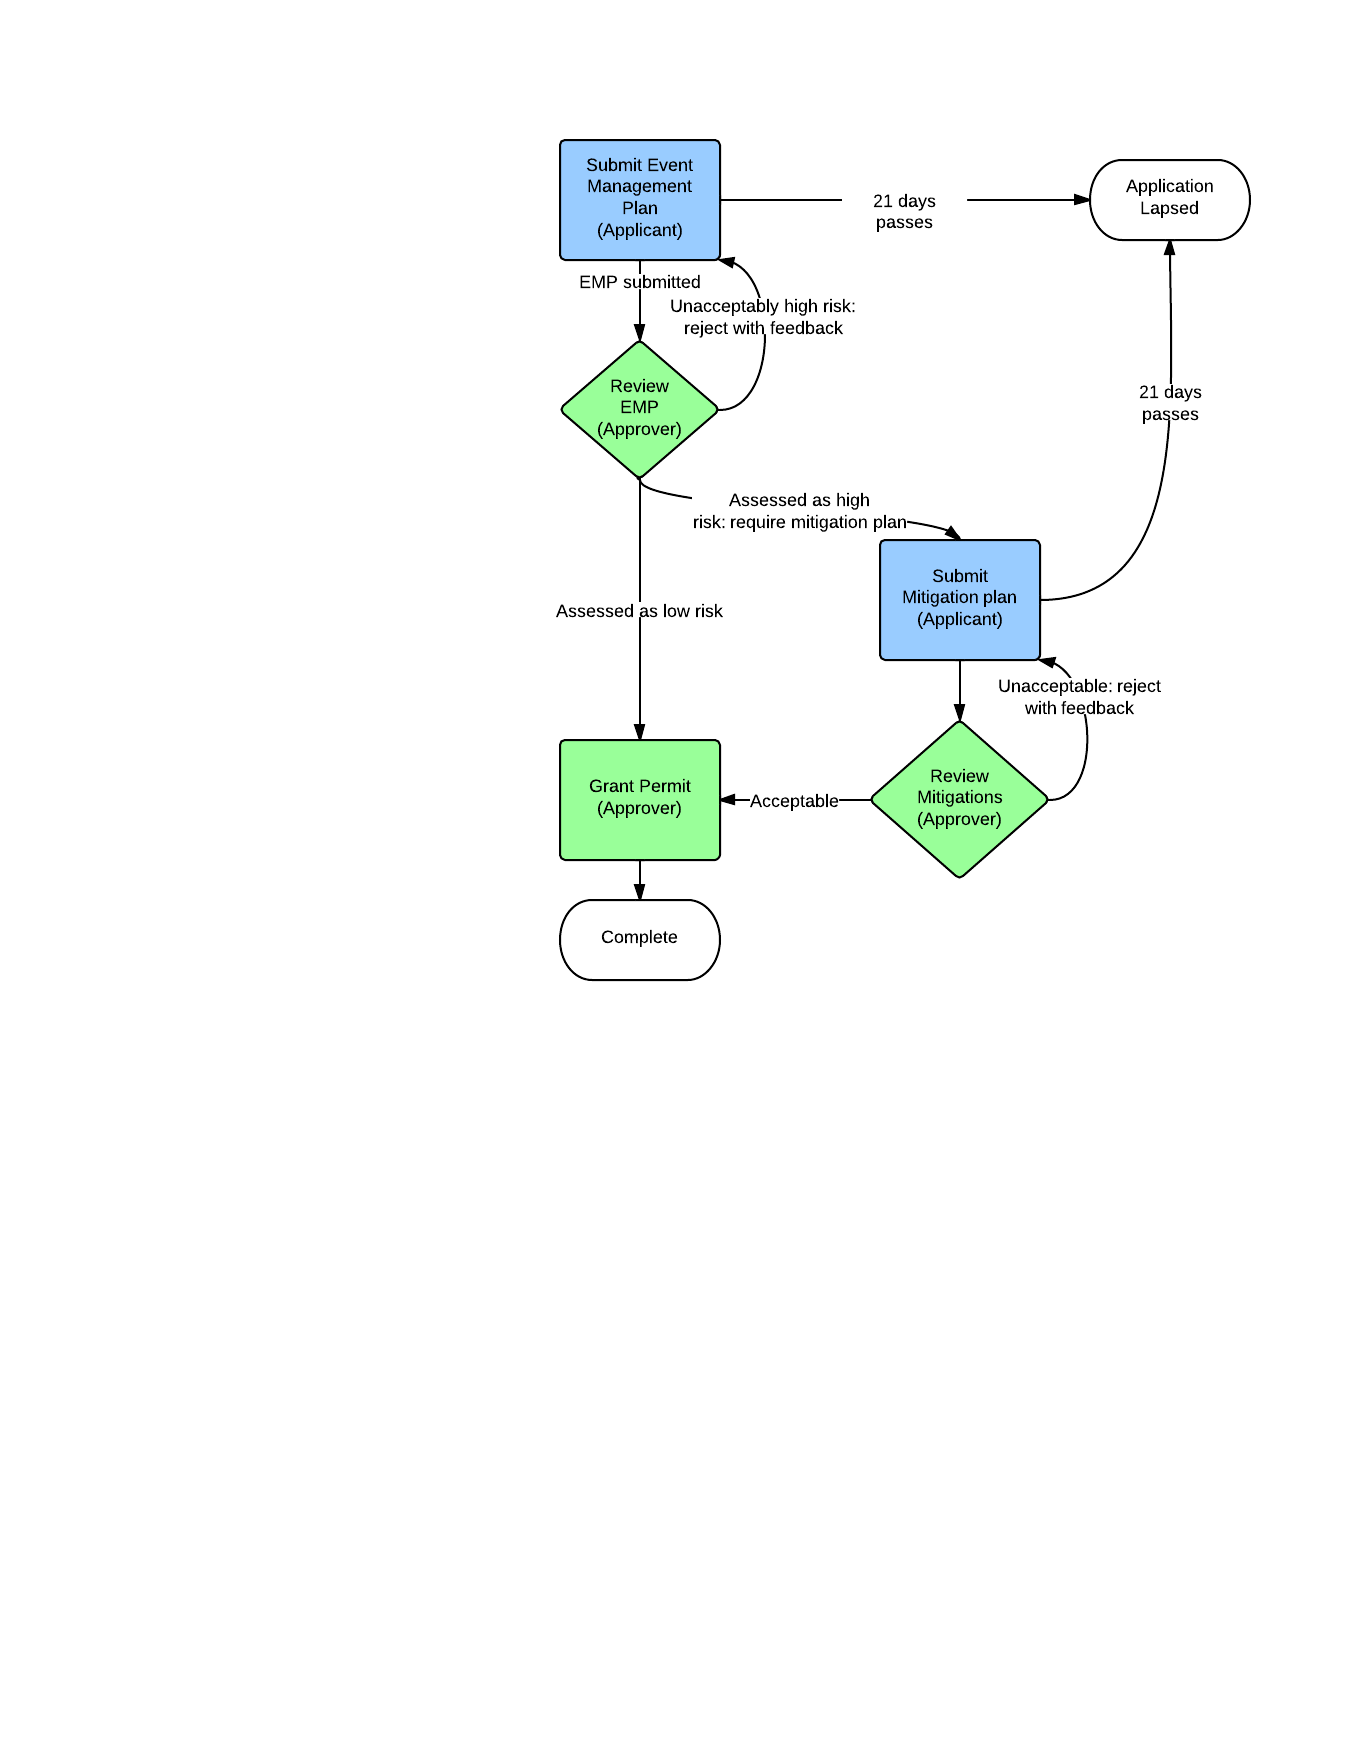 Submit Event
Management
Plan
(Applicant)
21 days
passes
Application
Lapsed
EMP submitted
Unacceptably high risk:
reject with feedback
Review
EMP
(Approver)
21 days
passes
Assessed as high
risk: require mitigation plan
Submit
Mitigation plan
(Applicant)
Assessed as low risk
Unacceptable: reject
with feedback
Grant Permit
(Approver)
Acceptable
Review
Mitigations
(Approver)
Complete